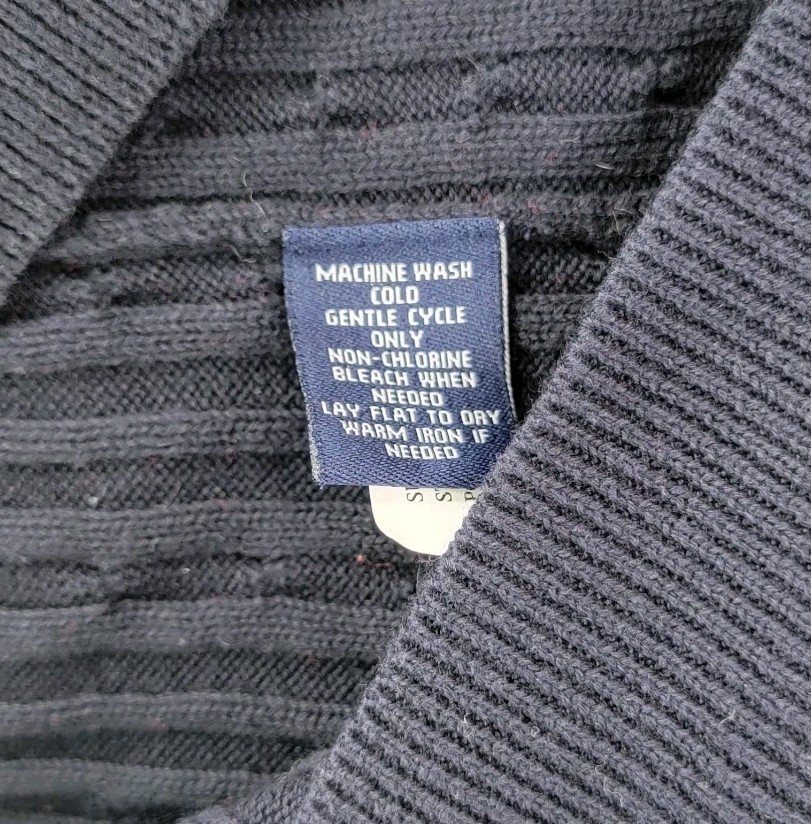 MACHINE WASH
COLD
GENTLE CYCLE
ONLY
NON-CHLORINE
BLEACH WHEN
NEEDED
LAY FLAT TO DRY
WARM IRON IF
NEEDED